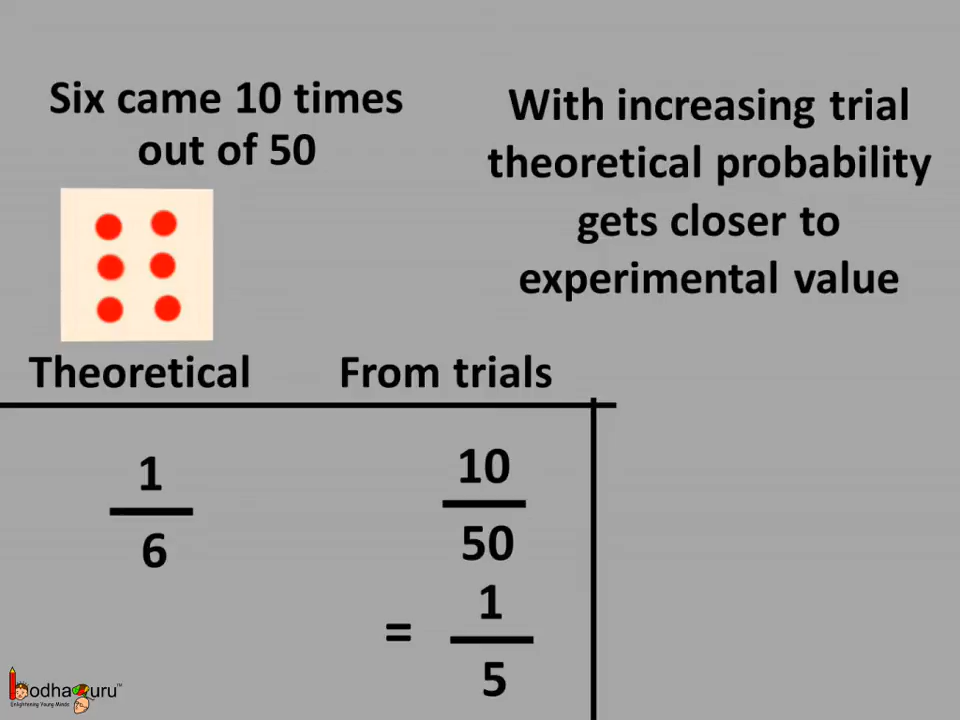 Six came 10 times
out of 50
With increasing trial
theoretical probability
gets closer to
experimental value
Theoretical
From trials
1
6
10
50
=
1
5
bodhaguru™
Enlightening Young Minds